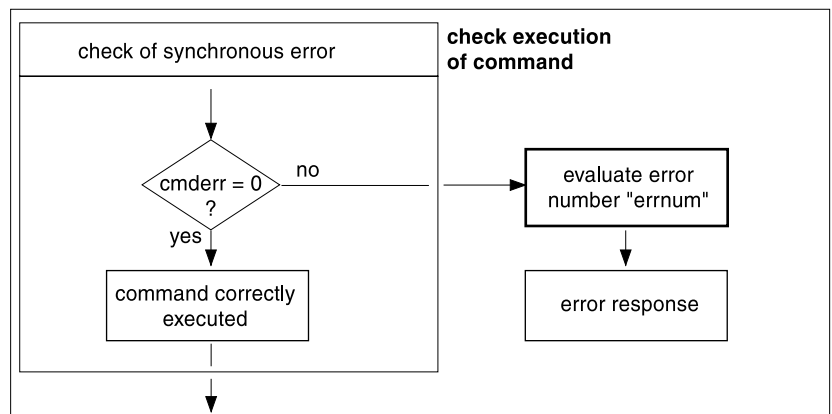 check of synchronous error
check execution
of command
cmderr = 0
?
no
yes
command correctly
executed
evaluate error
number "errnum"
error response